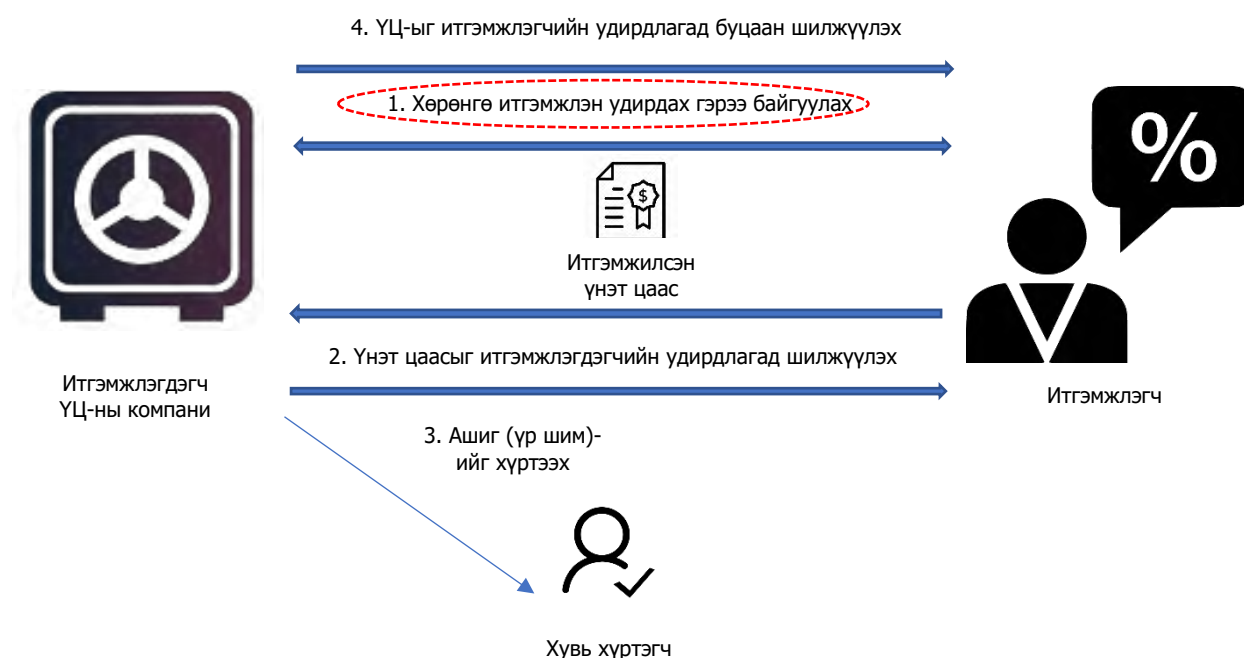 4. ҮЦ-ыг итгэмжлэгчийн удирдлагад буцаан шилжүүлэх
1. Хөрөнгө итгэмжлэн удирдах гэрээ байгуулах
%
$
Итгэмжилсэн
үнэт цаас
2. Үнэт цаасыг итгэмжлэгдэгчийн удирдлагад шилжүүлэх
Итгэмжлэгдэгч
ҮЦ-ны компани
Итгэмжлэгч
3. Ашиг (үр шим)-
ийг хүртээх
Хувь хүртэгч